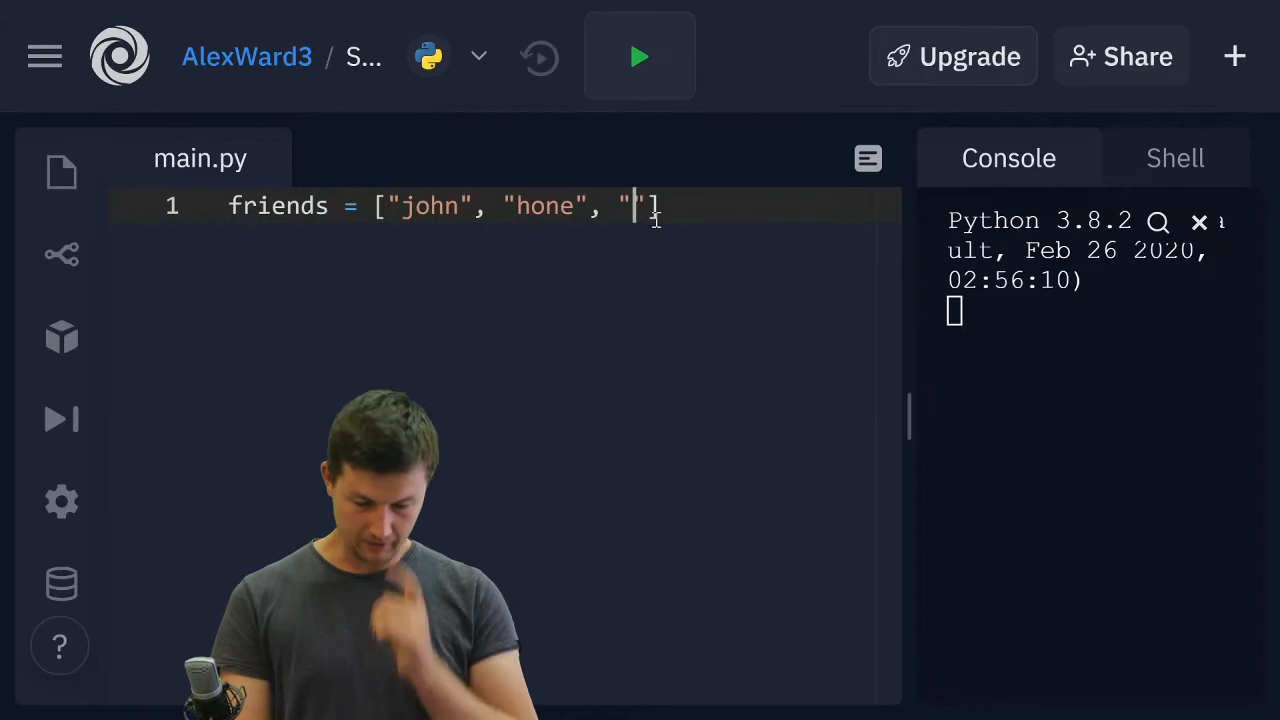 AlexWard3 / S...
Upgrade
Share
main.py
Console
Shell
1 friends = ["john", "hone", ""]
Python 3.8.2
ult, Feb 26 2020,
02:56:10)
?